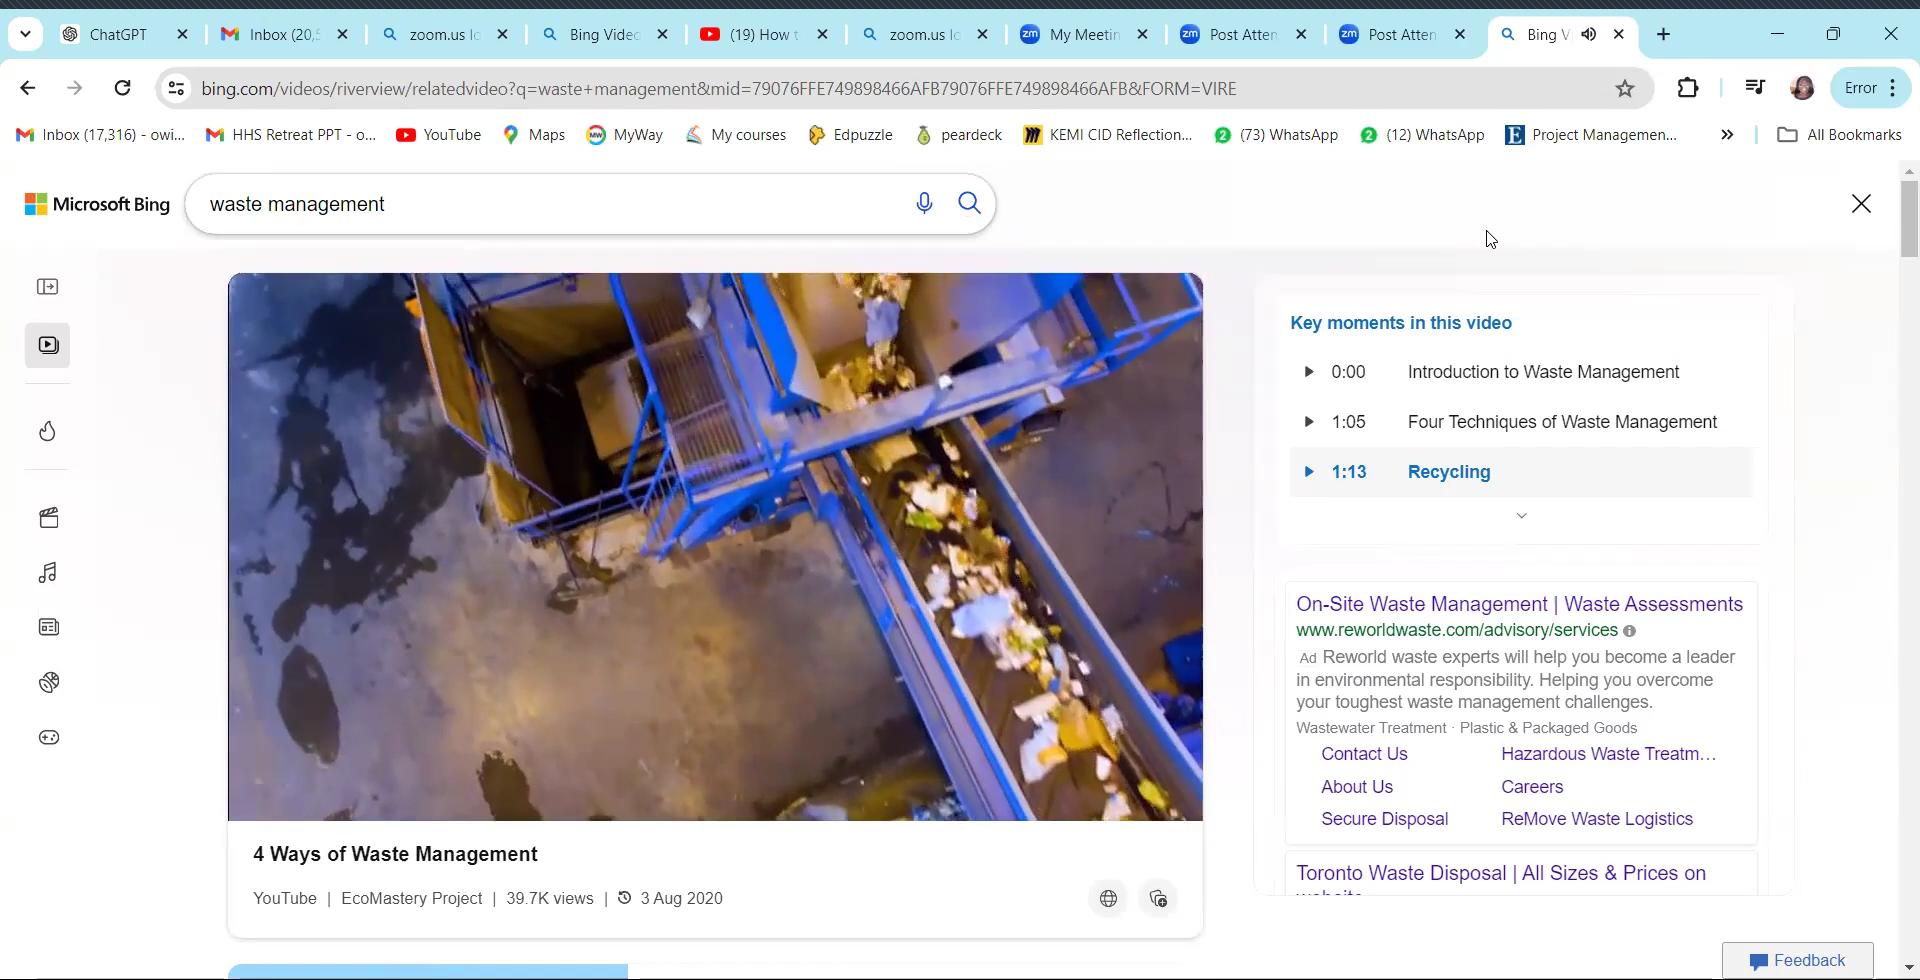 ChatGPT
Inbox (20,5
zoom.us lo
Bing Video
(19) How t
zoom.us lo
My Meetin
Post Atten
Post Atten
Bing V
bing.com/videos/riverview/relatedvideo?q=waste+management&mid=79076FFE749898466AFB79076FFE749898466AFB&FORM=VIRE
Error
Inbox (17,316) - owi...
HHS Retreat PPT - o...
YouTube
Maps
MyWay
My courses
Edpuzzle
peardeck
KEMI CID Reflection...
(73) WhatsApp
(12) WhatsApp
Project Managemen...
All Bookmarks
Microsoft Bing
waste management
Key moments in this video
0:00 Introduction to Waste Management
1:05 Four Techniques of Waste Management
1:13 Recycling
On-Site Waste Management | Waste Assessments
www.reworldwaste.com/advisory/services
Ad Reworld waste experts will help you become a leader
in environmental responsibility. Helping you overcome
your toughest waste management challenges.
Wastewater Treatment · Plastic & Packaged Goods
Contact Us Hazardous Waste Treatm...
About Us Careers
Secure Disposal ReMove Waste Logistics
Toronto Waste Disposal | All Sizes & Prices on
website
4 Ways of Waste Management
YouTube | EcoMastery Project | 39.7K views | 3 Aug 2020
Feedback